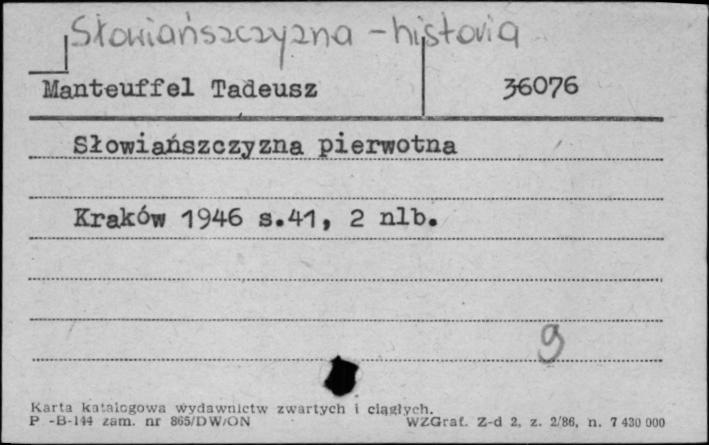 Słowiańszczyzna - historia
Manteuffel Tadeusz 36076
Słowiańszczyzna pierwotna
Kraków 1946 s.41, 2 nlb.
9
Karta katalogowa wydawnictw zwartych i ciągłych.
P -B-144 zam. nr 865/DW/ON WZGraf. Z-d 2, z. 2/86, n. 7 430 000